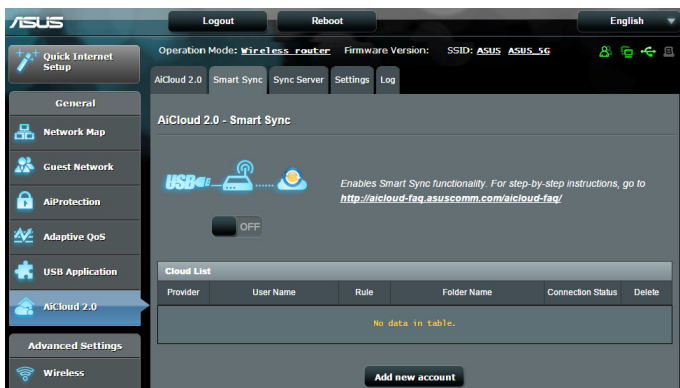 ASUS
Logout
Reboot
English
Quick Internet
Setup
Operation Mode: Wireless router Firmware Version: SSID: ASUS ASUS_5G
AiCloud 2.0
Smart Sync
Sync Server
Settings
Log
General
Network Map
Guest Network
AiProtection
Adaptive QoS
USB Application
AiCloud 2.0
Advanced Settings
Wireless
AiCloud 2.0 - Smart Sync
USB
Enables Smart Sync functionality. For step-by-step instructions, go to
http://aicloud-faq.asuscomm.com/aicloud-faq/
OFF
Cloud List
Provider User Name Rule Folder Name Connection Status Delete
No data in table.
Add new account